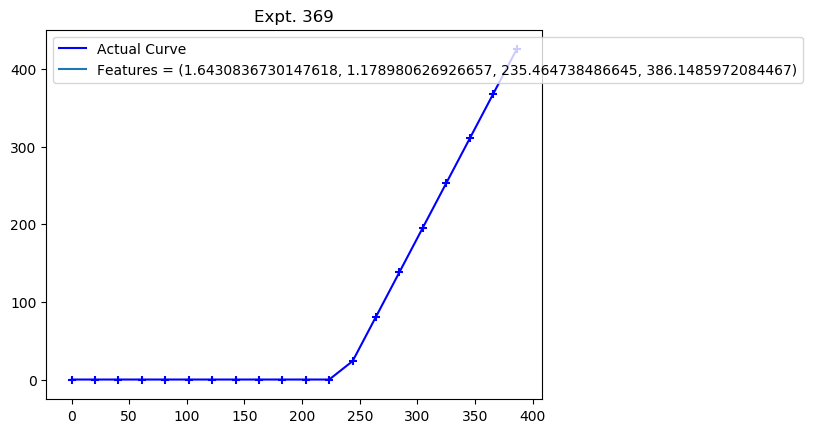 Expt. 369
Actual Curve
Features = (1.6430836730147618, 1.178980626926657, 235.464738486645, 386.1485972084467)
400
300
200
100
0
0 50 100 150 200 250 300 350 400